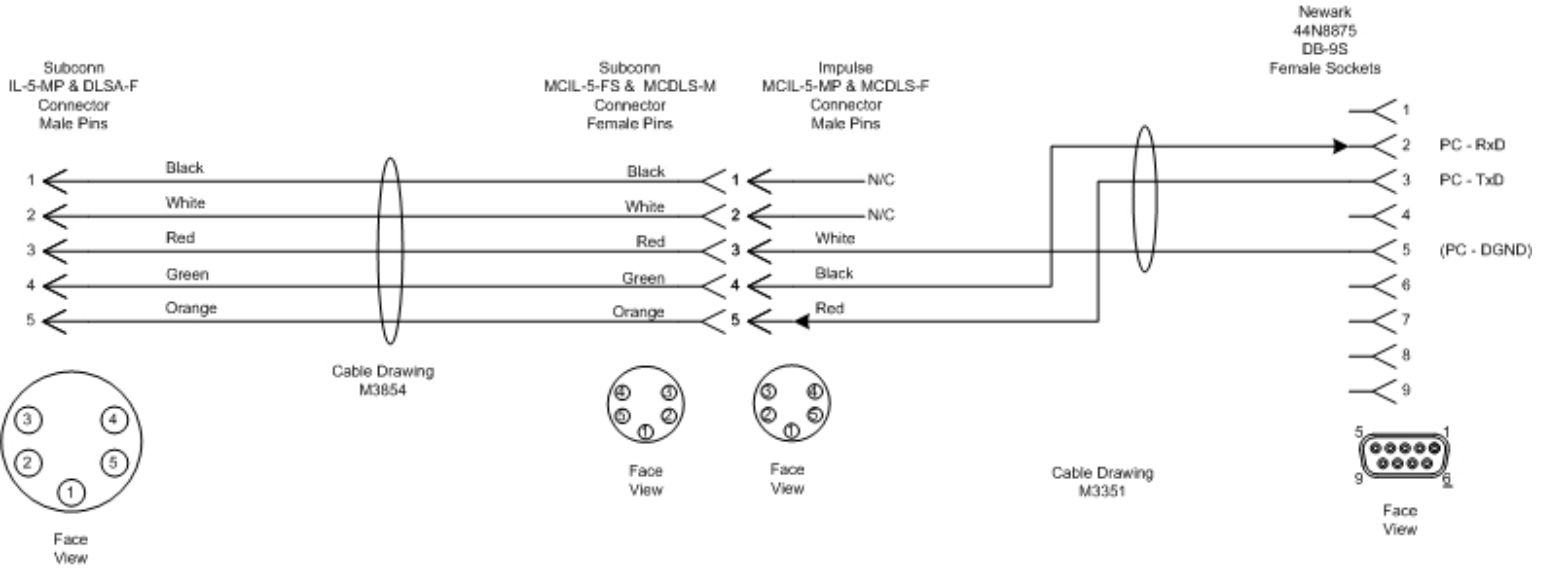 Newark
44N8875
DB-9S
Female Sockets
Subconn
IL-5-MP & DLSA-F
Connector
Male Pins
Subconn
MCIL-5-FS & MCDLS-M
Connector
Female Pins
Impulse
MCIL-5-MP & MCDLS-F
Connector
Male Pins
1
2 PC - RxD
1 Black Black 1 N/C 3 PC - TxD
2 White White 2 N/C 4
3 Red Red 3 White 5 (PC - DGND)
4 Green Green 4 Black 6
5 Orange Orange 5 Red 7
8
9
Cable Drawing
M3854
3 4
2 5
1
Face
View
4 3
5 2
1
Face
View
3 4
2 5
1
Face
View
Cable Drawing
M3351
5 1
9 6
Face
View